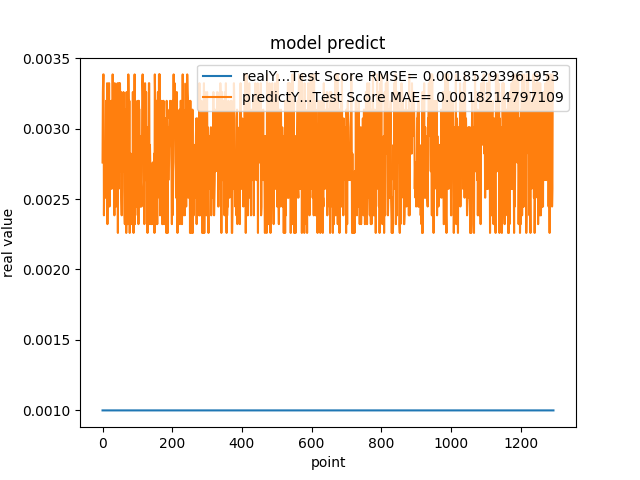 model predict
realY...Test Score RMSE= 0.00185293961953
predictY...Test Score MAE= 0.0018214797109
0.0035
0.0030
0.0025
0.0020
0.0015
0.0010
real value
0 200 400 600 800 1000 1200
point